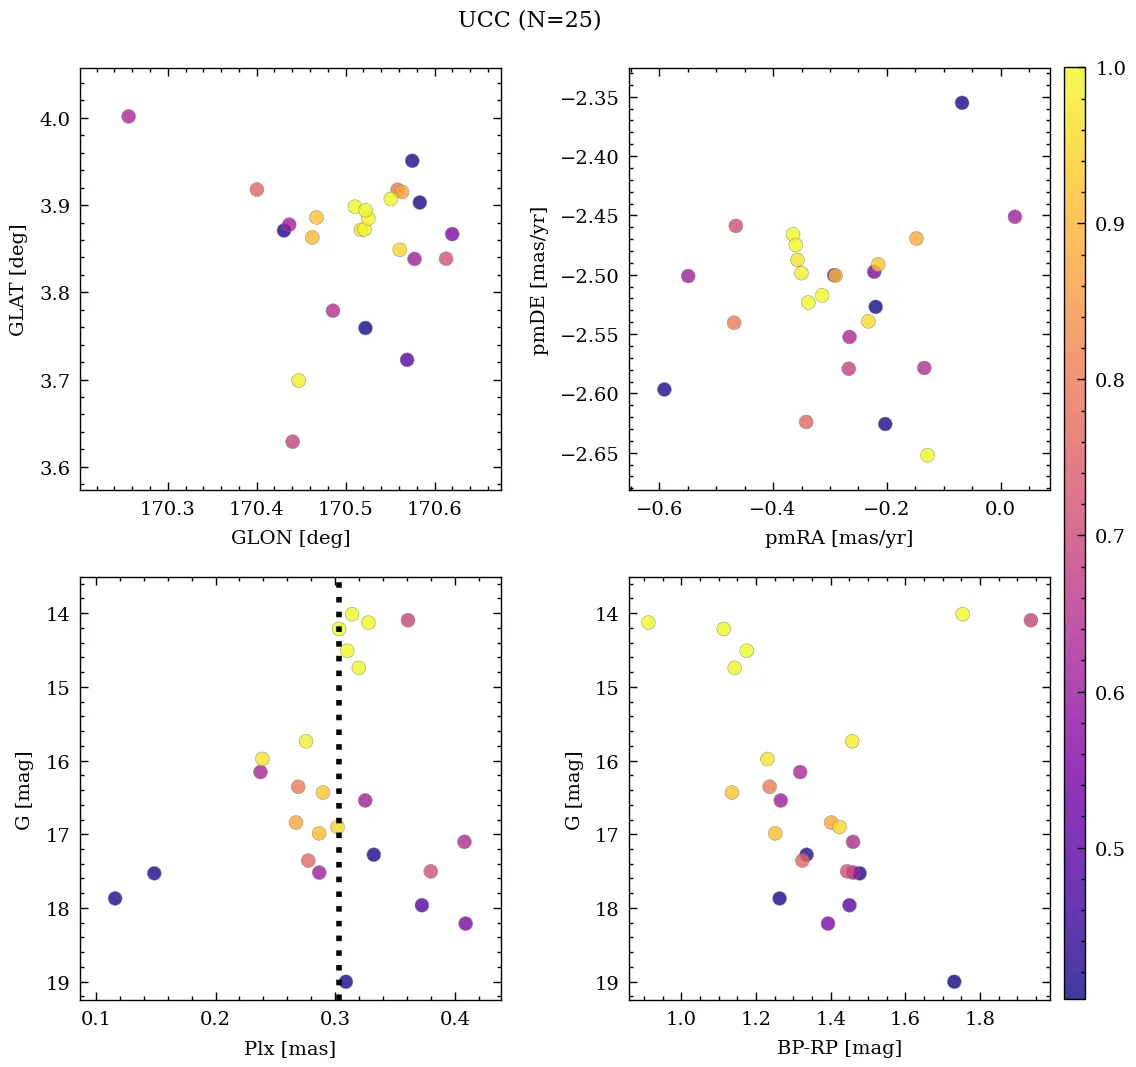 UCC (N=25)
4.0
3.9
3.8
3.7
3.6
GLAT [deg]
170.3 170.4 170.5 170.6
GLON [deg]
−2.35
−2.40
−2.45
−2.50
−2.55
−2.60
−2.65
pmDE [mas/yr]
−0.6 −0.4 −0.2 0.0
pmRA [mas/yr]
1.0
0.9
0.8
0.7
0.6
0.5
14
15
16
17
18
19
G [mag]
0.1 0.2 0.3 0.4
Plx [mas]
14
15
16
17
18
19
G [mag]
1.0 1.2 1.4 1.6 1.8
BP-RP [mag]